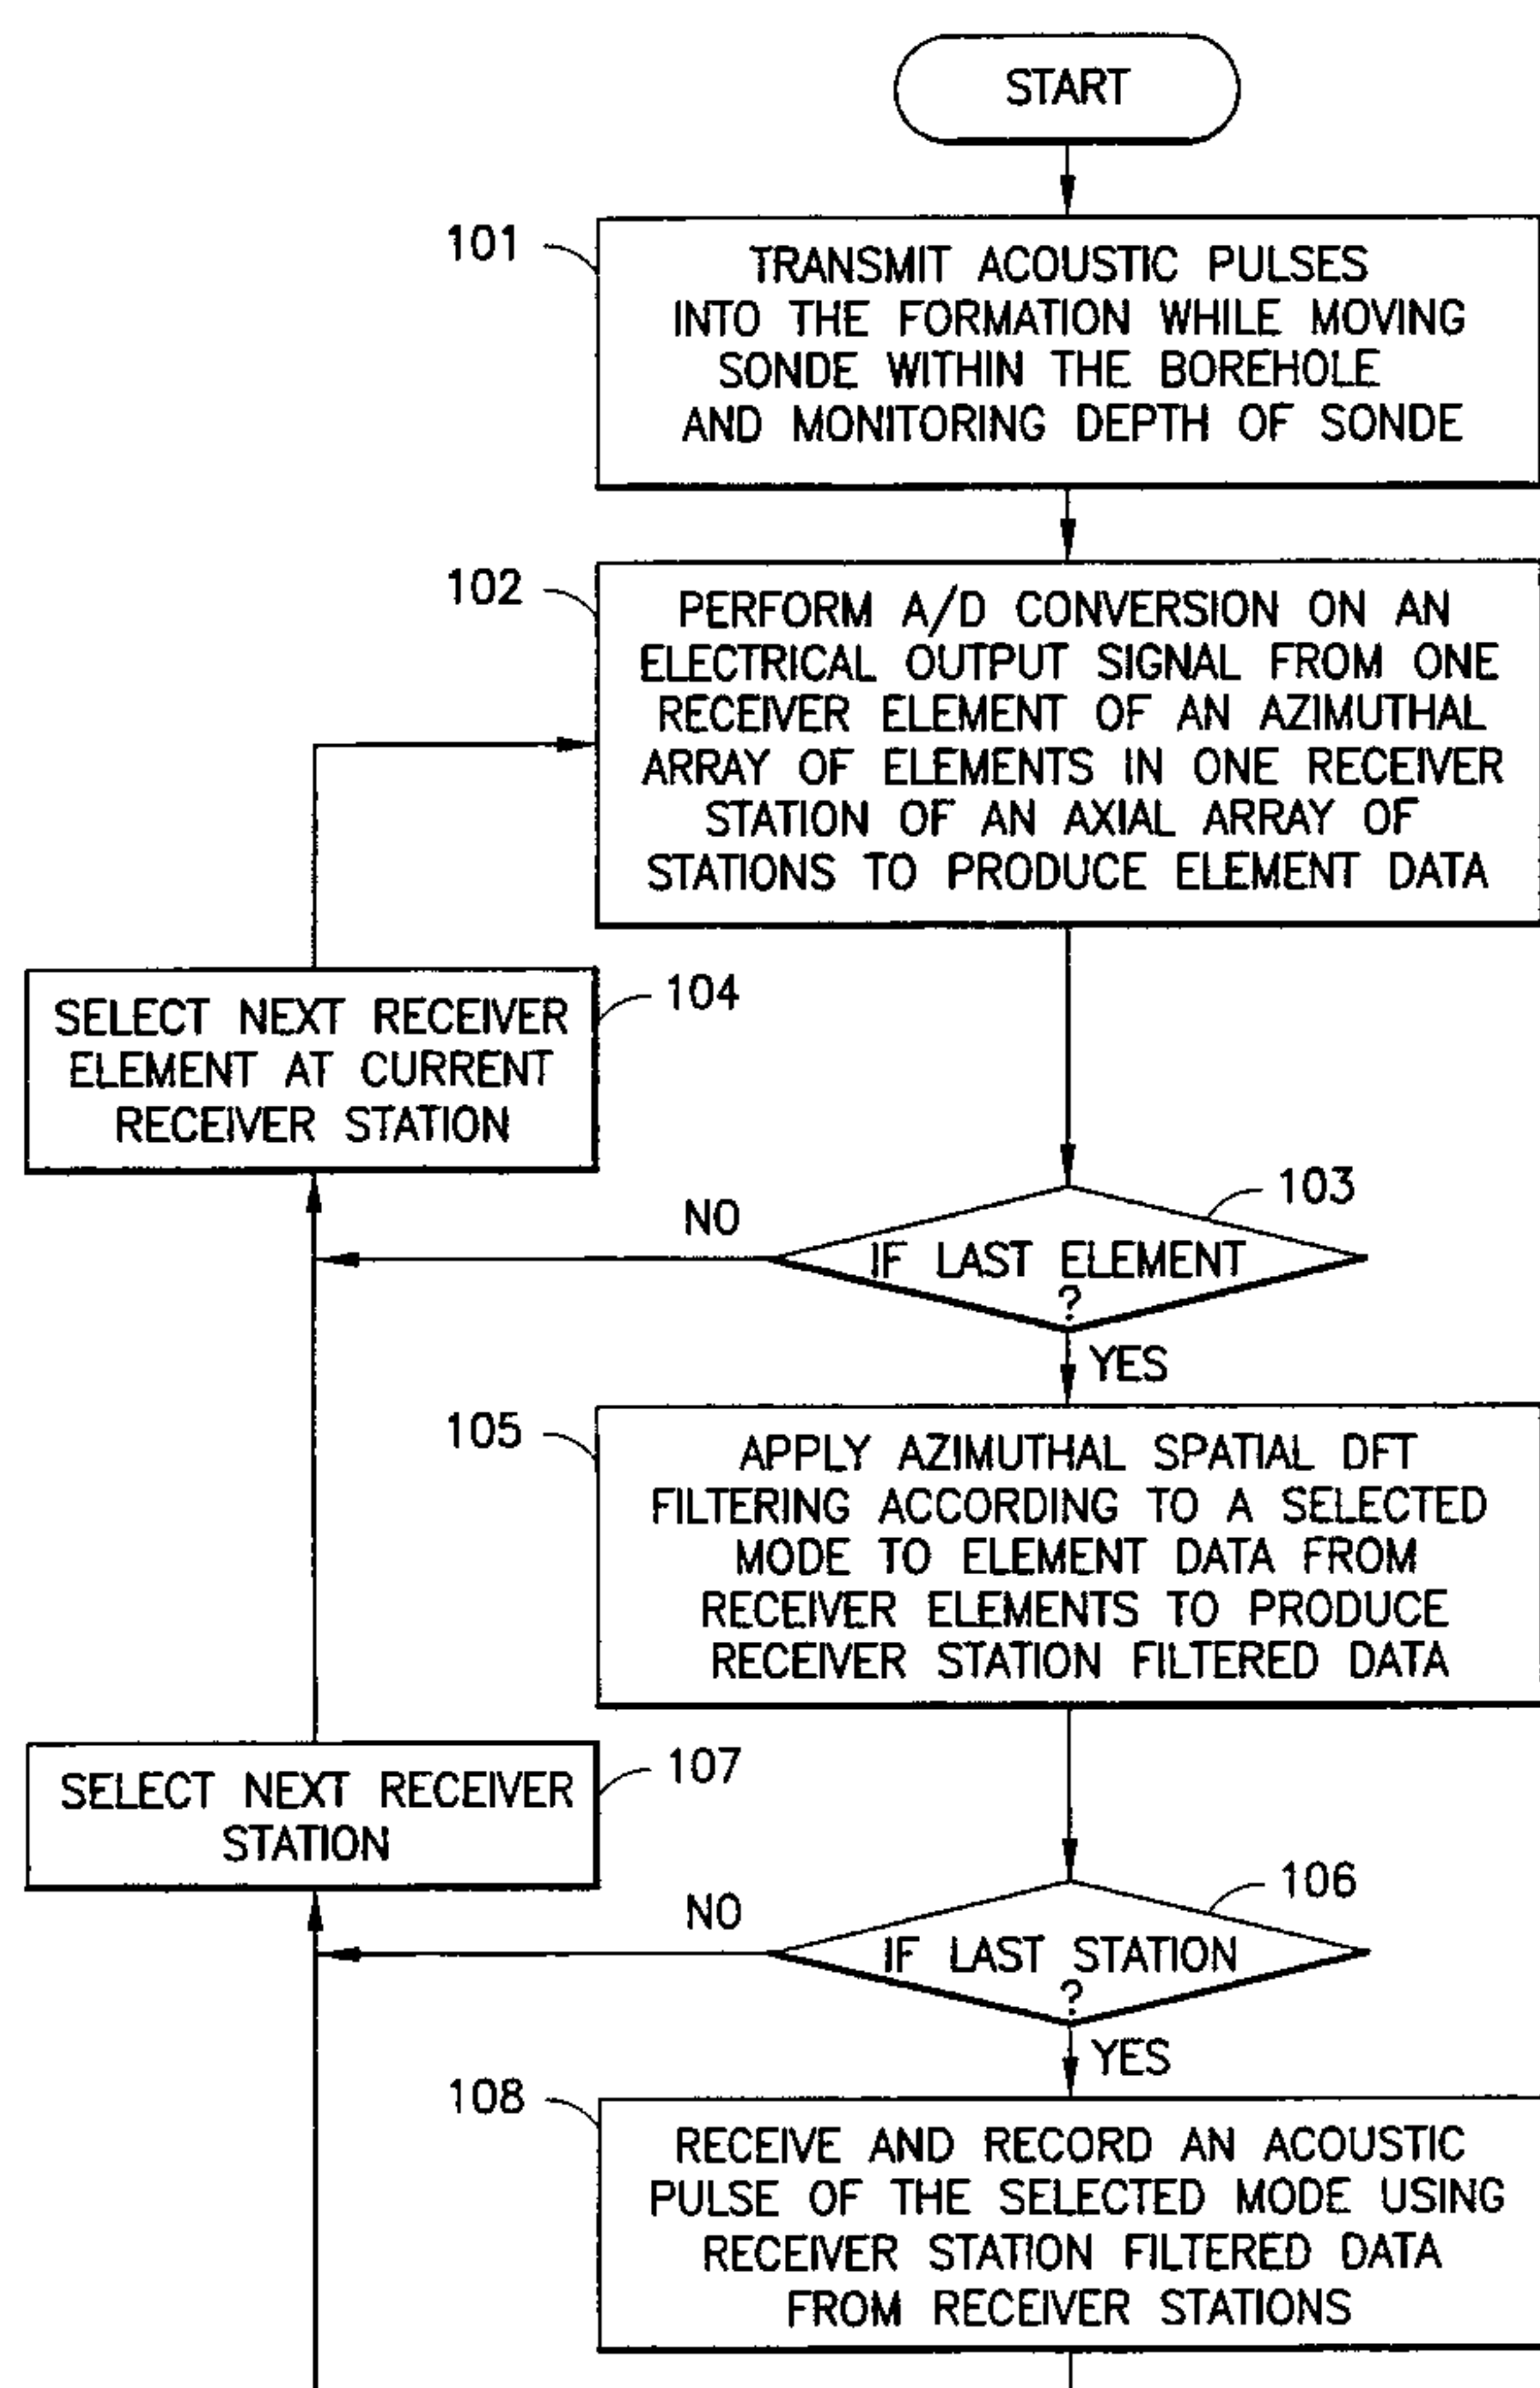 START
101
TRANSMIT ACOUSTIC PULSES
INTO THE FORMATION WHILE MOVING
SONDE WITHIN THE BOREHOLE
AND MONITORING DEPTH OF SONDE
102
PERFORM A/D CONVERSION ON AN
ELECTRICAL OUTPUT SIGNAL FROM ONE
RECEIVER ELEMENT OF AN AZIMUTHAL
ARRAY OF ELEMENTS IN ONE RECEIVER
STATION OF AN AXIAL ARRAY OF
STATIONS TO PRODUCE ELEMENT DATA
104
SELECT NEXT RECEIVER
ELEMENT AT CURRENT
RECEIVER STATION
103
NO
IF LAST ELEMENT
?
YES
105
APPLY AZIMUTHAL SPATIAL DFT
FILTERING ACCORDING TO A SELECTED
MODE TO ELEMENT DATA FROM
RECEIVER ELEMENTS TO PRODUCE
RECEIVER STATION FILTERED DATA
107
SELECT NEXT RECEIVER
STATION
106
NO
IF LAST STATION
?
YES
108
RECEIVE AND RECORD AN ACOUSTIC
PULSE OF THE SELECTED MODE USING
RECEIVER STATION FILTERED DATA
FROM RECEIVER STATIONS